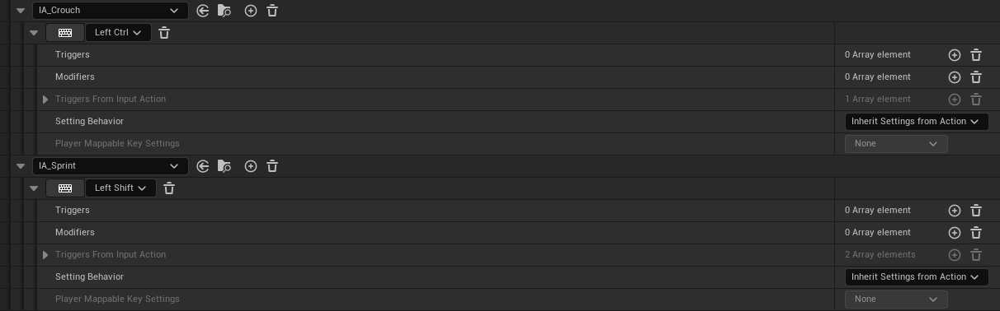 IA_Crouch
Left Ctrl
Triggers 0 Array element
Modifiers 0 Array element
Triggers From Input Action 1 Array element
Setting Behavior Inherit Settings from Action
Player Mappable Key Settings None
IA_Sprint
Left Shift
Triggers 0 Array element
Modifiers 0 Array element
Triggers From Input Action 2 Array elements
Setting Behavior Inherit Settings from Action
Player Mappable Key Settings None